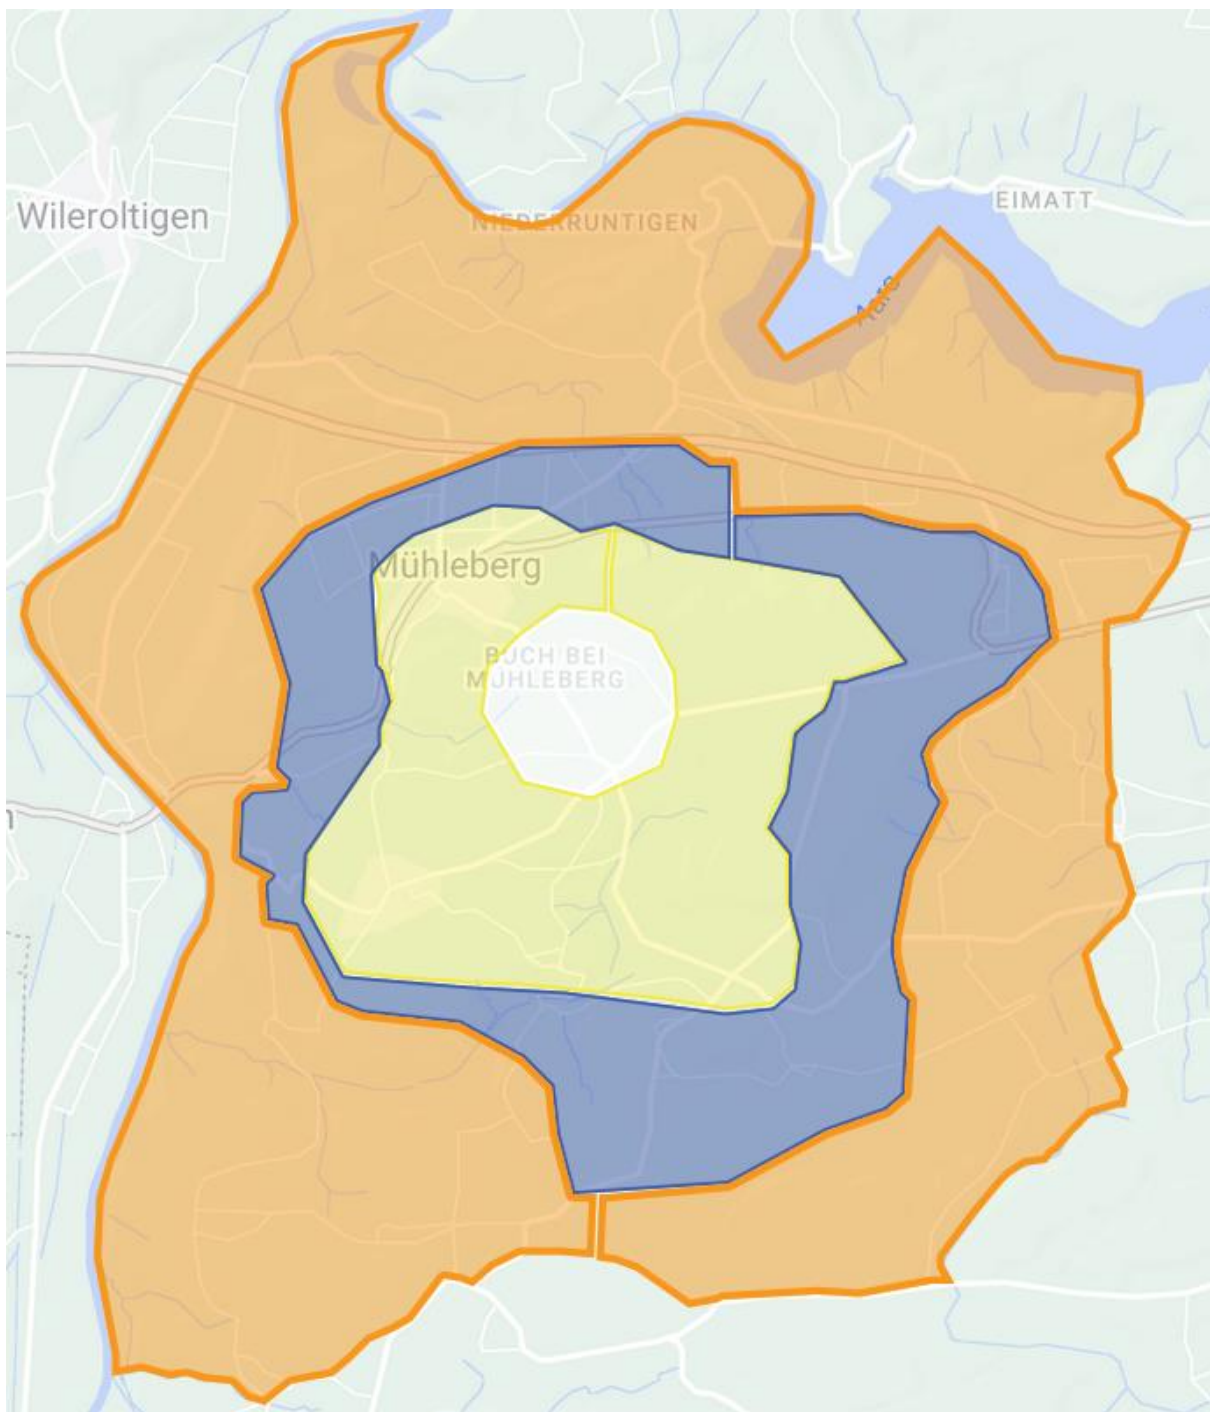 EIMATT
Wileroltigen
NIEDERRUNTIGEN
Aare
Mühleberg
BUCH BEI
MÜHLEBERG
n